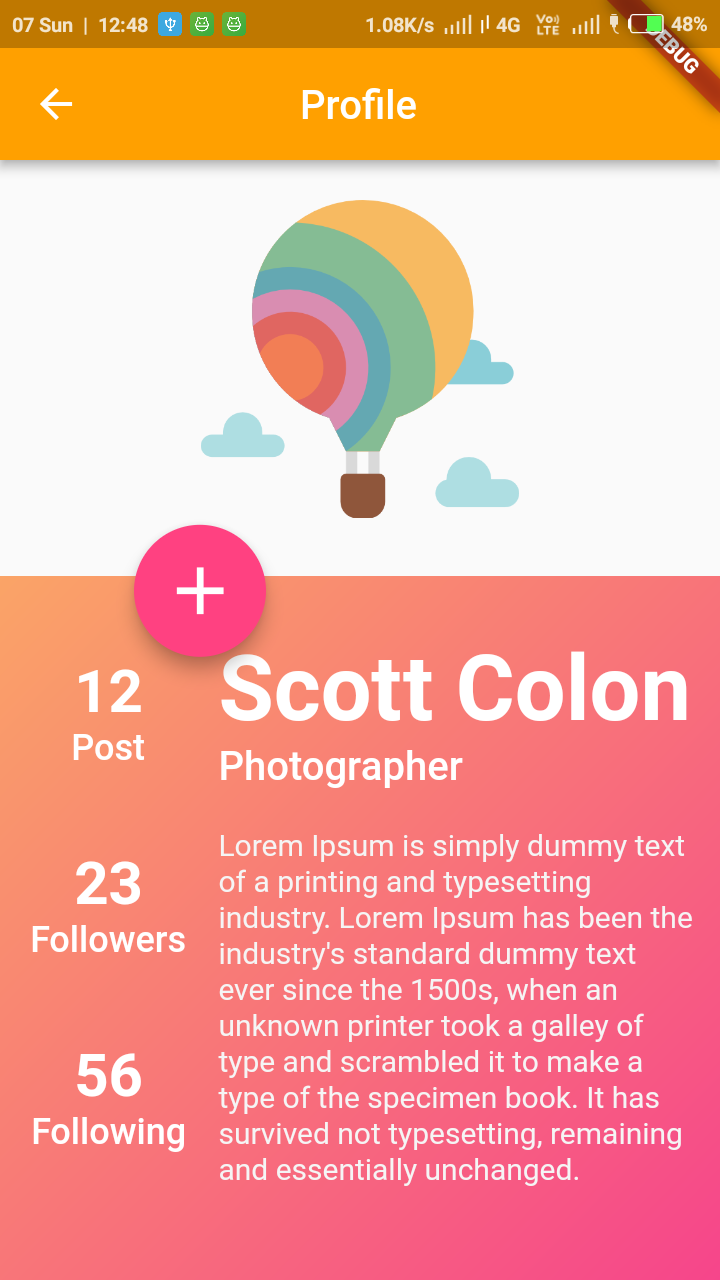 07 Sun | 12:48 1.08K/s 4G Vo)) LTE 48%
DEBUG
Profile
12
Post
Scott Colon
Photographer
23
Followers
56
Following
Lorem Ipsum is simply dummy text
of a printing and typesetting
industry. Lorem Ipsum has been the
industry's standard dummy text
ever since the 1500s, when an
unknown printer took a galley of
type and scrambled it to make a
type of the specimen book. It has
survived not typesetting, remaining
and essentially unchanged.